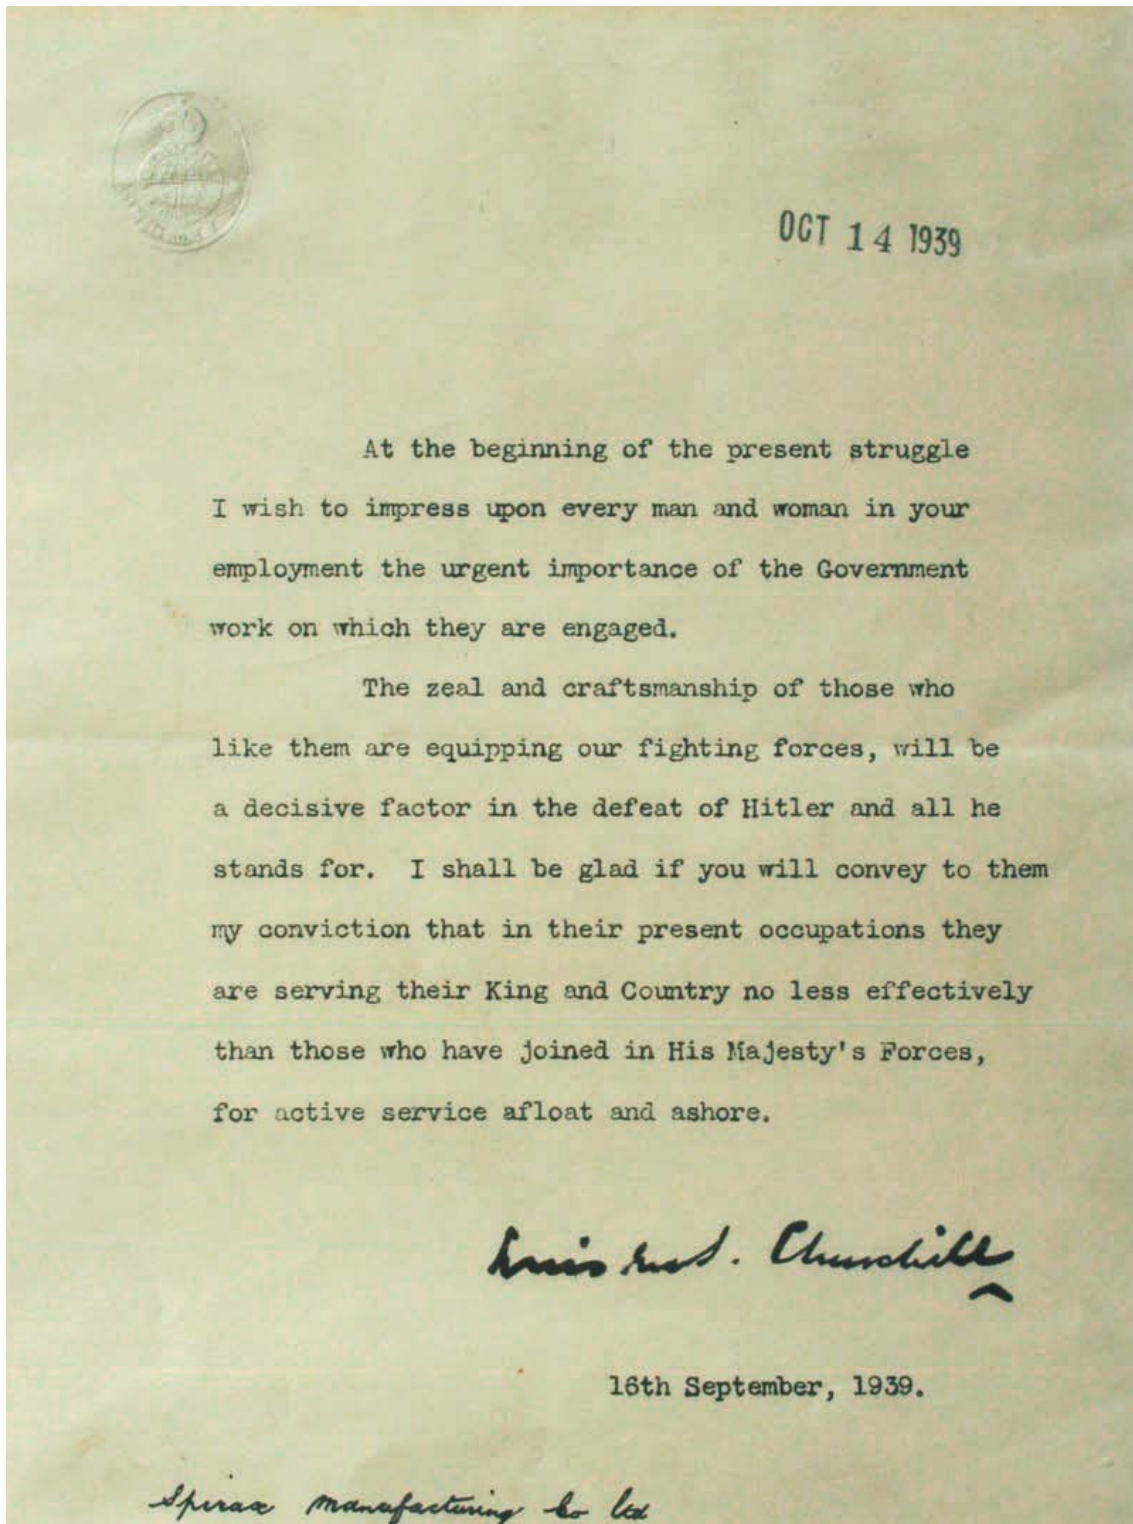 OCT 14 1939
At the beginning of the present struggle
I wish to impress upon every man and woman in your
employment the urgent importance of the Government
work on which they are engaged.
The zeal and craftsmanship of those who
like them are equipping our fighting forces, will be
a decisive factor in the defeat of Hitler and all he
stands for. I shall be glad if you will convey to them
my conviction that in their present occupations they
are serving their King and Country no less effectively
than those who have joined in His Majesty's Forces,
for active service afloat and ashore.
Winston S. Churchill
16th September, 1939.
Spirax Manufacturing Co Ltd